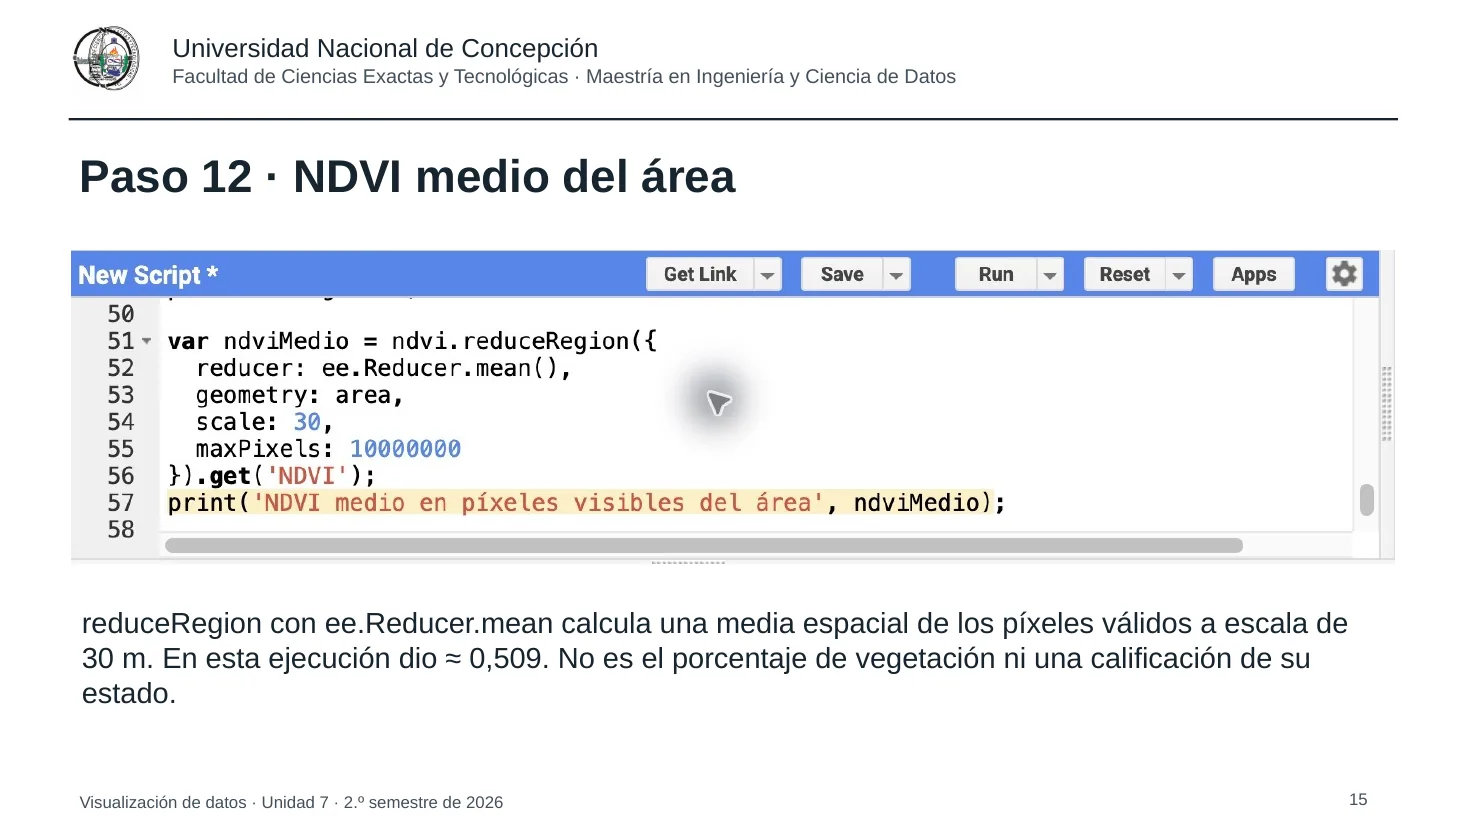 Universidad Nacional de Concepción
Facultad de Ciencias Exactas y Tecnológicas · Maestría en Ingeniería y Ciencia de Datos
Paso 12 · NDVI medio del área
New Script *
Get Link
Save
Run
Reset
Apps
50
51 var ndviMedio = ndvi.reduceRegion({
52 reducer: ee.Reducer.mean(),
53 geometry: area,
54 scale: 30,
55 maxPixels: 10000000
56 }).get('NDVI');
57 print('NDVI medio en píxeles visibles del área', ndviMedio);
58
reduceRegion con ee.Reducer.mean calcula una media espacial de los píxeles válidos a escala de
30 m. En esta ejecución dio ≈ 0,509. No es el porcentaje de vegetación ni una calificación de su
estado.
Visualización de datos · Unidad 7 · 2.º semestre de 2026
15